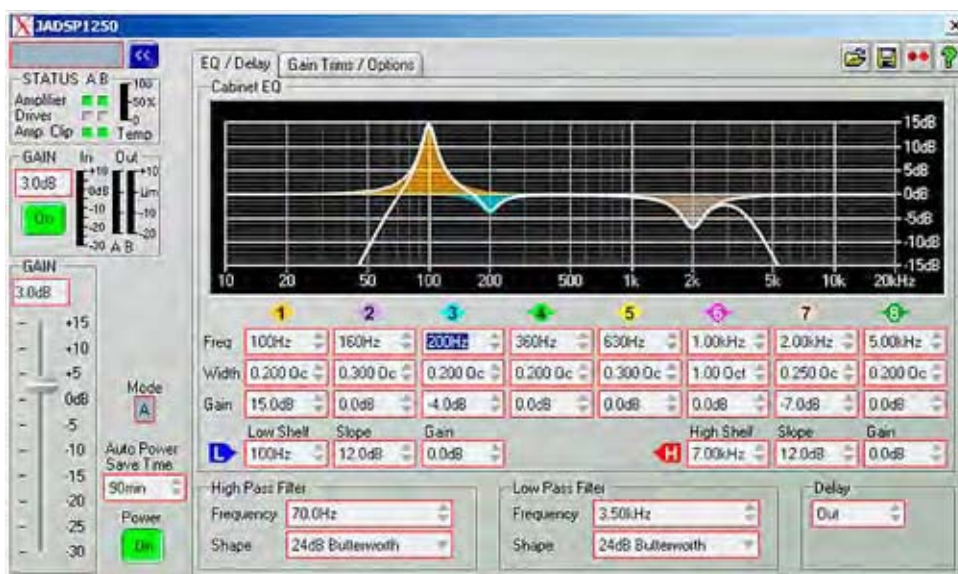 JADSP1250
<<
EQ / Delay Gain Trims / Options
STATUS A B
100
50%
0
Amplifier
Driver
Amp. Clip
Temp
GAIN In Out
3.0dB
On
+10 +10
0dB Lim
-10 -10
-20 -20
-30 A B
GAIN
3.0dB
+15
+10
+5
0dB
-5
-10
-15
-20
-25
-30
Mode
A
Auto Power
Save Time
90min
Power
On
Cabinet EQ
15dB
10dB
5dB
0dB
-5dB
-10dB
-15dB
10 20 50 100 200 500 1k 2k 5k 10k 20kHz
1 2 3 4 5 6 7 8
Freq 100Hz 160Hz 200Hz 360Hz 630Hz 1.00kHz 2.00kHz 5.00kHz
Width 0.200 Oc 0.300 Oc 0.200 Oc 0.200 Oc 0.300 Oc 1.00 Oct 0.250 Oc 0.200 Oc
Gain 15.0dB 0.0dB -4.0dB 0.0dB 0.0dB 0.0dB -7.0dB 0.0dB
Low Shelf Slope Gain High Shelf Slope Gain
L 100Hz 12.0dB 0.0dB H 7.00kHz 12.0dB 0.0dB
High Pass Filter
Frequency 70.0Hz
Shape 24dB Butterworth
Low Pass Filter
Frequency 3.50kHz
Shape 24dB Butterworth
Delay
Out